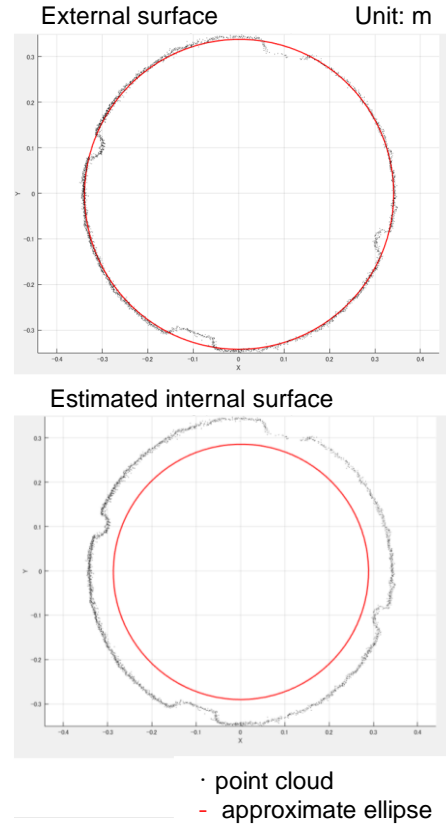 External surface Unit: m
0.3
0.2
0.1
0
-0.1
-0.2
-0.3
Y
-0.4 -0.3 -0.2 -0.1 0 0.1 0.2 0.3 0.4
X
Estimated internal surface
0.3
0.2
0.1
0
-0.1
-0.2
-0.3
Y
-0.4 -0.3 -0.2 -0.1 0 0.1 0.2 0.3 0.4
X
· point cloud
- approximate ellipse